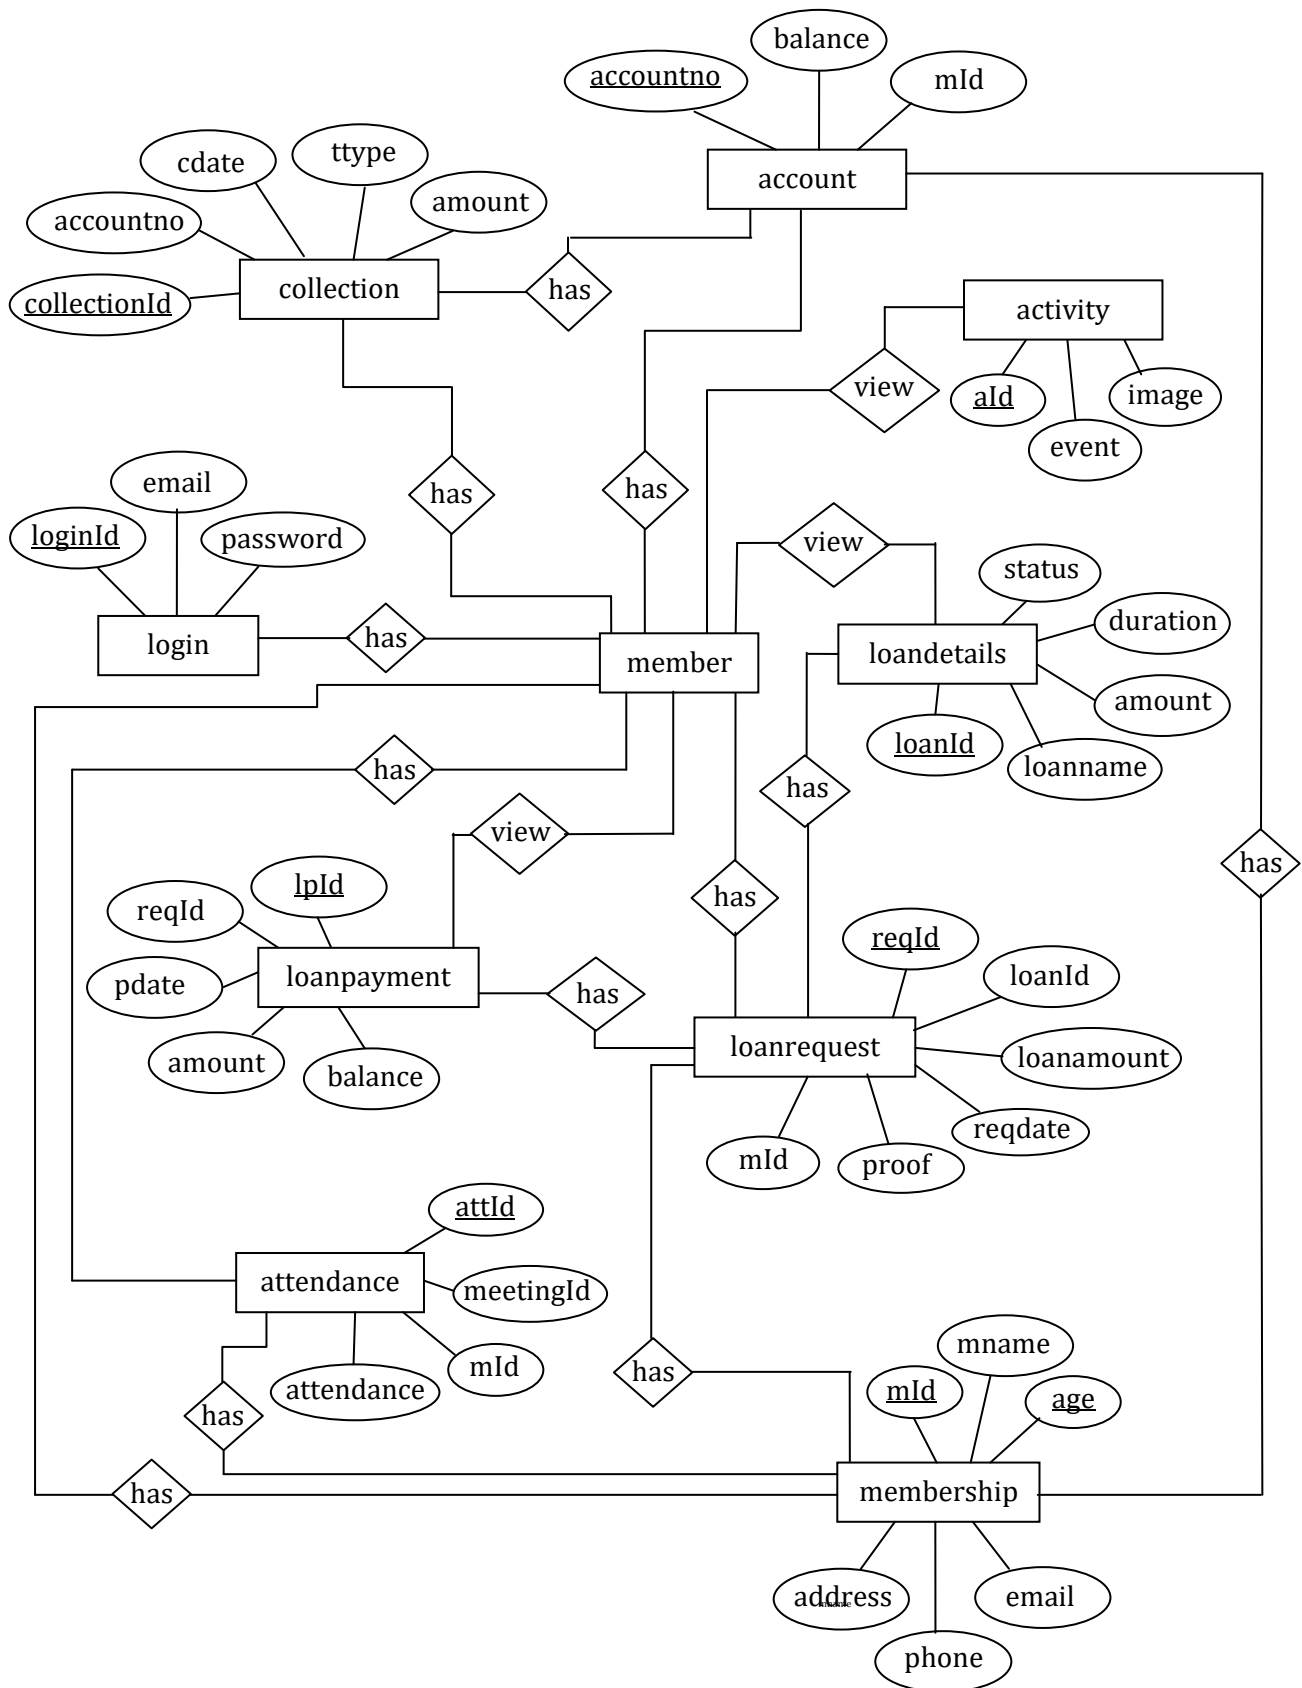 balance
accountno
mId
account
ttype
cdate
amount
accountno
collection
collectionId
has
activity
view
aId
image
event
email
loginId
password
has
has
view
status
duration
login
has
member
loandetails
amount
loanId
loanname
has
has
view
has
has
lpId
reqId
has
reqId
loanpayment
loanId
pdate
has
loanrequest
loanamount
amount
balance
reqdate
mId
proof
attId
attendance
meetingId
mname
mId
has
attendance
mId
age
has
has
membership
address
mname
email
phone